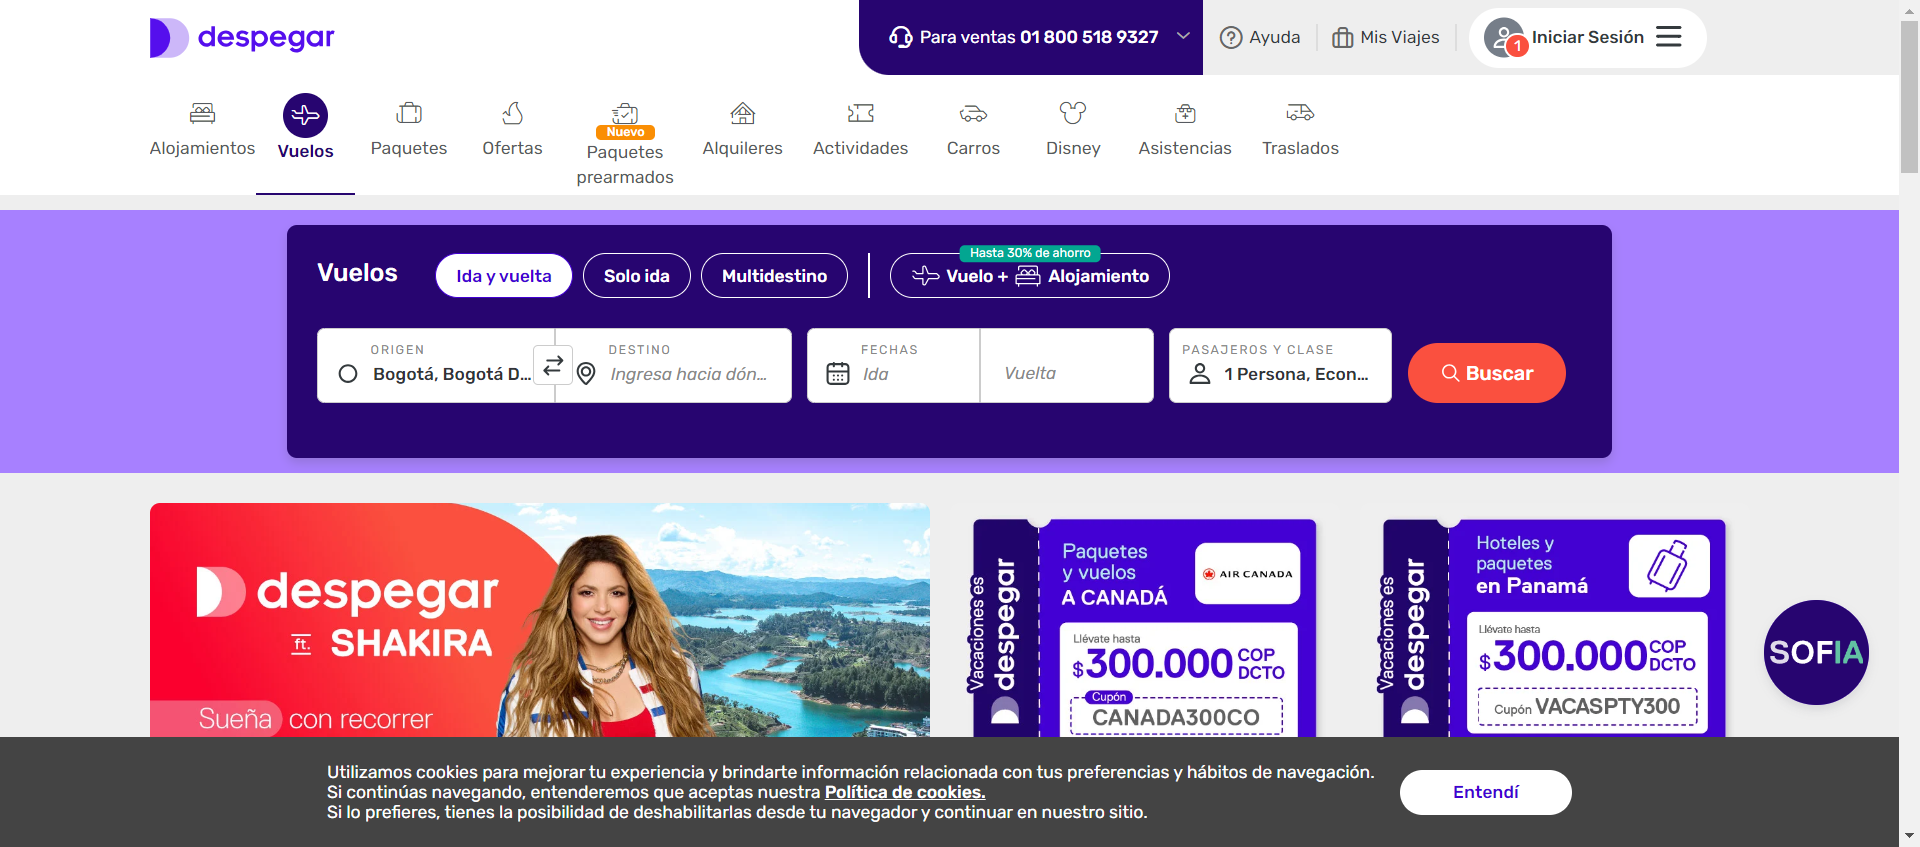 despegar
Para ventas 01 800 518 9327
Ayuda
Mis Viajes
1
Iniciar Sesión
Alojamientos
Vuelos
Paquetes
Ofertas
Nuevo
Paquetes
prearmados
Alquileres
Actividades
Carros
Disney
Asistencias
Traslados
Vuelos
Ida y vuelta
Solo ida
Multidestino
Hasta 30% de ahorro
Vuelo + Alojamiento
ORIGEN
Bogotá, Bogotá D...
DESTINO
Ingresa hacia dón...
FECHAS
Ida
Vuelta
PASAJEROS Y CLASE
1 Persona, Econ...
Buscar
despegar
ft. SHAKIRA
Sueña con recorrer
Vacaciones es
despegar
Paquetes
y vuelos
A CANADÁ
AIR CANADA
Llévate hasta
$300.000 COP
DCTO
Cupón
CANADA300CO
Vacaciones es
despegar
Hoteles y
paquetes
en Panamá
Llévate hasta
$300.000 COP
DCTO
Cupón VACASPTY300
SOFIA
Utilizamos cookies para mejorar tu experiencia y brindarte información relacionada con tus preferencias y hábitos de navegación.
Si continúas navegando, entenderemos que aceptas nuestra Política de cookies.
Si lo prefieres, tienes la posibilidad de deshabilitarlas desde tu navegador y continuar en nuestro sitio.
Entendí